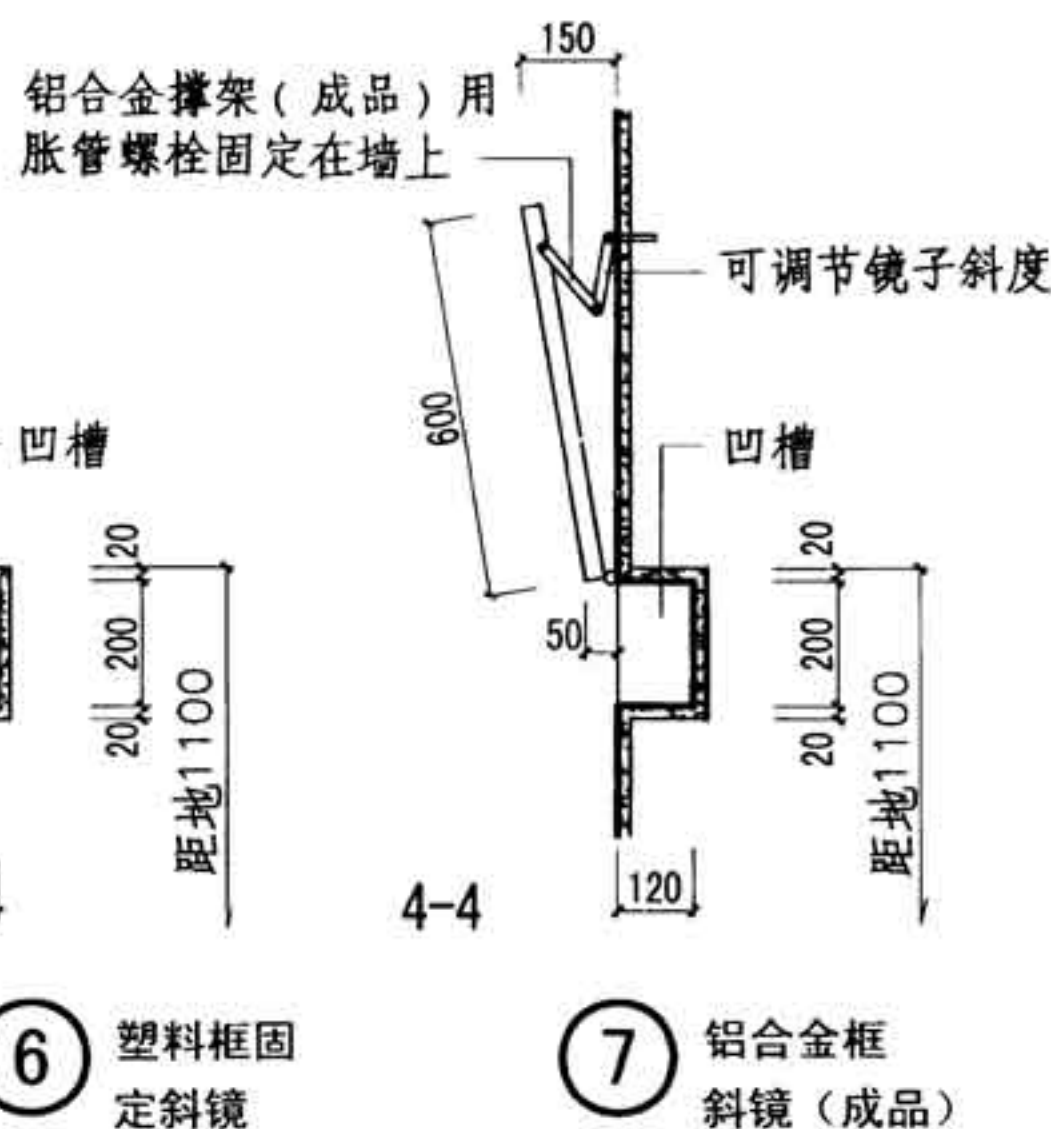 150
铝合金撑架(成品)用
胀管螺栓固定在墙上
可调节镜子斜度
600
凹槽
凹槽
20
200
20
距地1100
50
20
200
20
距地1100
120
4-4
6 塑料框固
定斜镜
7 铝合金框
斜镜(成品)